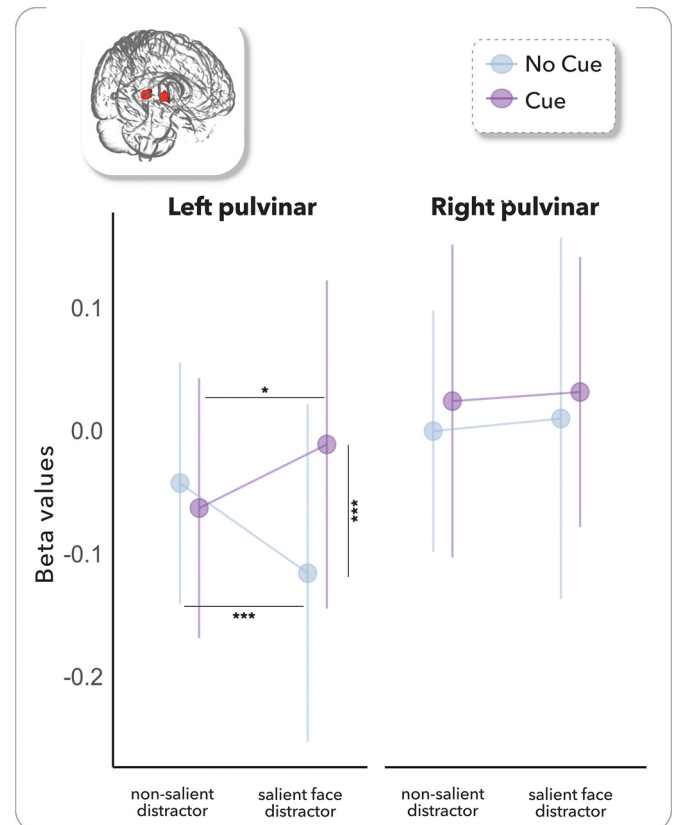 No Cue
Cue
Left pulvinar
Right pulvinar
Beta values
0.1
0.0
-0.1
-0.2
*
***
***
non-salient
distractor
salient face
distractor
non-salient
distractor
salient face
distractor